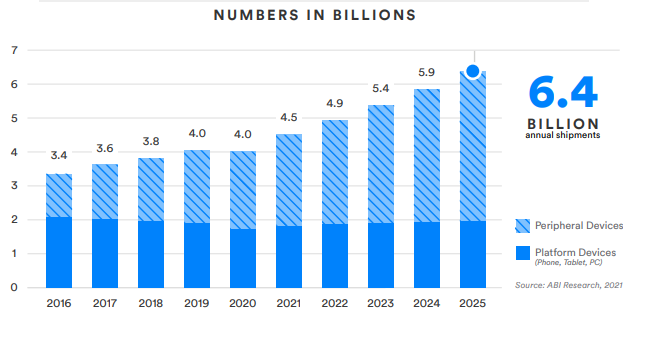 NUMBERS IN BILLIONS
7
6
5
4
3
2
1
0
3.4
3.6
3.8
4.0
4.0
4.5
4.9
5.4
5.9
2016 2017 2018 2019 2020 2021 2022 2023 2024 2025
6.4
BILLION
annual shipments
Peripheral Devices
Platform Devices
(Phone, Tablet, PC)
Source: ABI Research, 2021